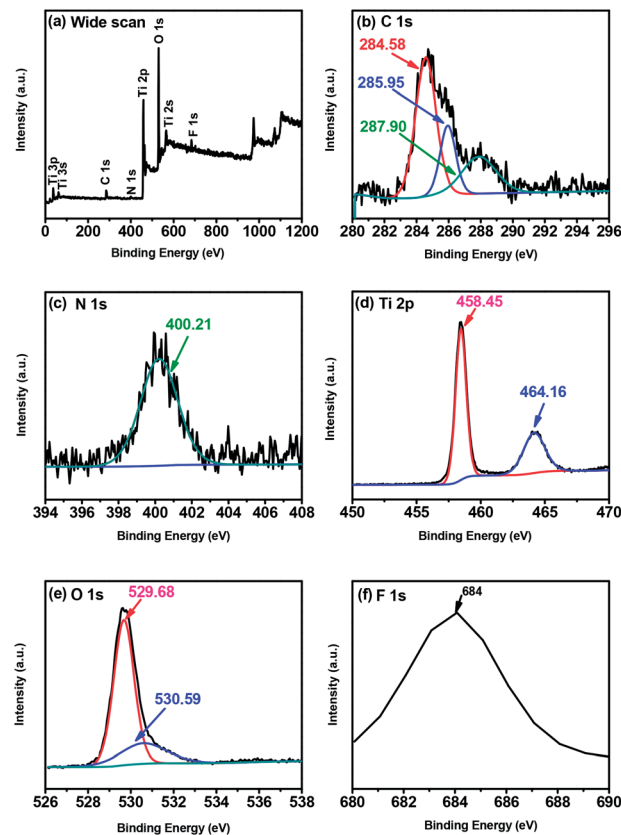 (a) Wide scan
Intensity (a.u.)
Ti 3p
Ti 3s
C 1s
N 1s
Ti 2p
O 1s
Ti 2s
F 1s
0 200 400 600 800 1000 1200
Binding Energy (eV)
(b) C 1s
284.58
285.95
287.90
Intensity (a.u.)
280 282 284 286 288 290 292 294 296
Binding Energy (eV)
(c) N 1s
400.21
Intensity (a.u.)
394 396 398 400 402 404 406 408
Binding Energy (eV)
(d) Ti 2p
458.45
464.16
Intensity (a.u.)
450 455 460 465 470
Binding Energy (eV)
(e) O 1s
529.68
530.59
Intensity (a.u.)
526 528 530 532 534 536 538
Binding Energy (eV)
(f) F 1s
684
Intensity (a.u.)
680 682 684 686 688 690
Binding Energy (eV)